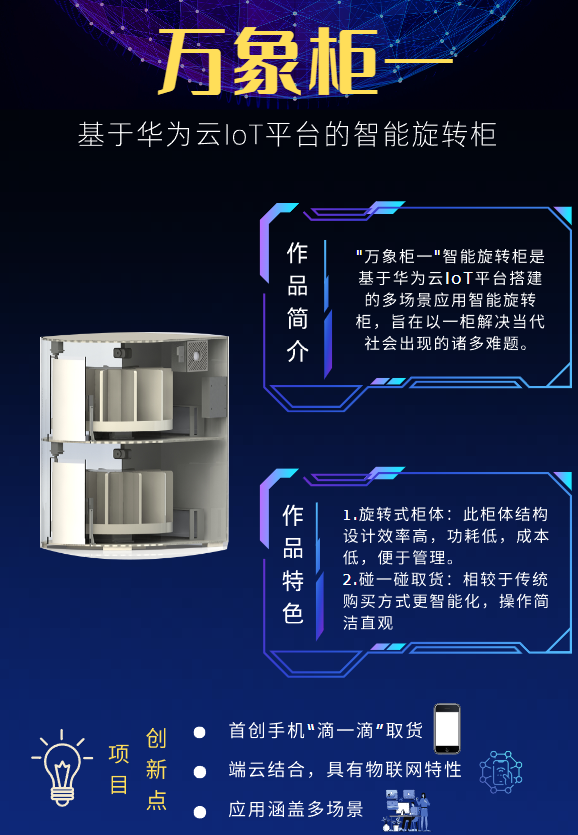 万象柜一
基于华为云IoT平台的智能旋转柜
作品简介
"万象柜一"智能旋转柜是
基于华为云IoT平台搭建
的多场景应用智能旋转
柜，旨在以一柜解决当代
社会出现的诸多难题。
作品特色
1.旋转式柜体：此柜体结构
设计效率高，功耗低，成本
低，便于管理。
2.碰一碰取货：相较于传统
购买方式更智能化，操作简
洁直观
项目
创新点
首创手机“滴一滴”取货
端云结合，具有物联网特性
应用涵盖多场景